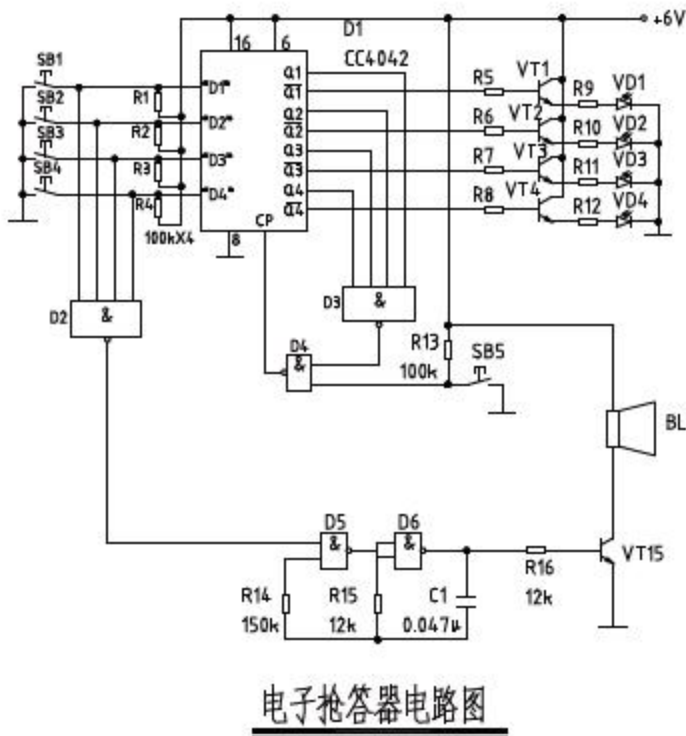 D1
+6V
16
6
CC4042
SB1
SB2
SB3
SB4
R1
R2
R3
R4
100kX4
"D1"
"D2"
"D3"
"D4"
CP
8
Q1
Q1
Q2
Q2
Q3
Q3
Q4
Q4
R5
R6
R7
R8
VT1
VT2
VT3
VT4
R9
R10
R11
R12
VD1
VD2
VD3
VD4
D2
&
D3
&
D4
&
R13
100k
SB5
BL
D5
&
D6
&
R14
150k
R15
12k
C1
0.047μ
R16
12k
VT15
电子抢答器电路图